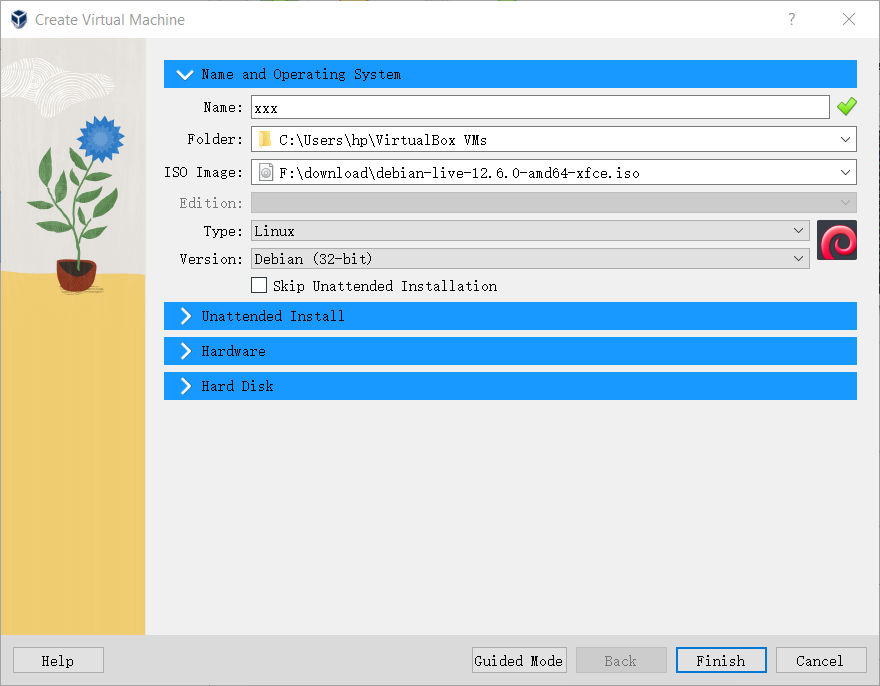 Create Virtual Machine
?
Name and Operating System
Name: xxx
Folder: C:\Users\hp\VirtualBox VMs
ISO Image: F:\download\debian-live-12.6.0-amd64-xfce.iso
Edition:
Type: Linux
Version: Debian (32-bit)
Skip Unattended Installation
Unattended Install
Hardware
Hard Disk
Help Guided Mode Back Finish Cancel